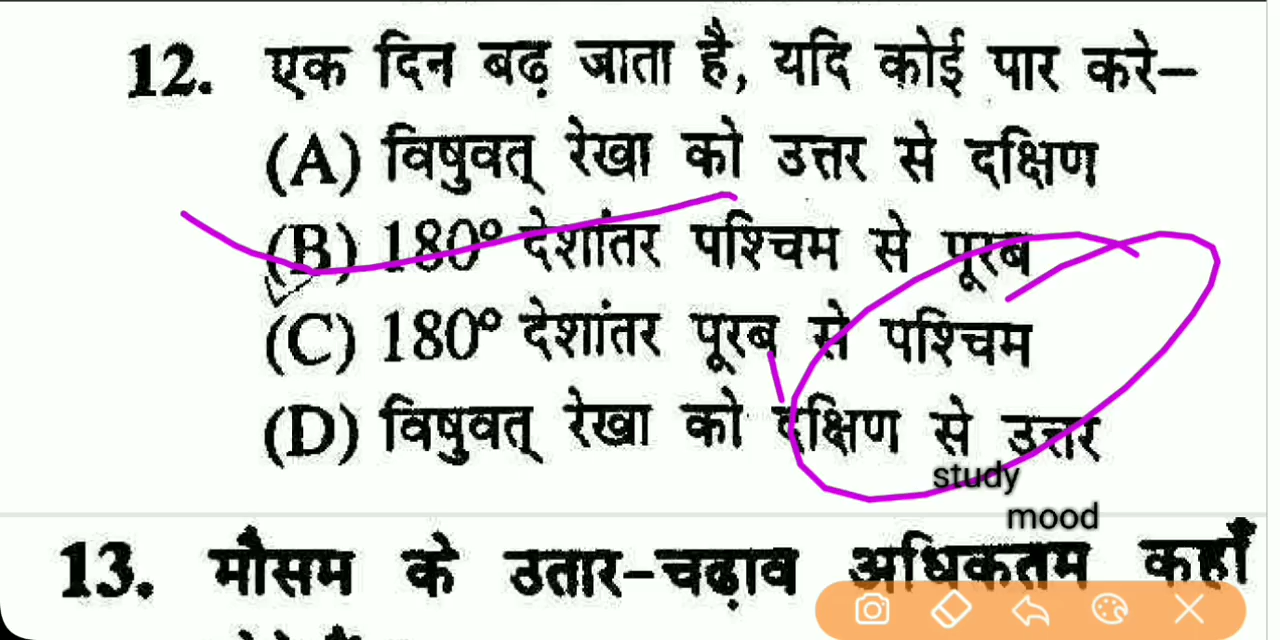 12. एक दिन बढ़ जाता है, यदि कोई पार करे–
(A) विषुवत् रेखा को उत्तर से दक्षिण
(B) 180° देशांतर पश्चिम से पूरब
(C) 180° देशांतर पूरब से पश्चिम
(D) विषुवत् रेखा को दक्षिण से उत्तर
study
mood
13. मौसम के उतार-चढ़ाव अधिकतम कहाँ